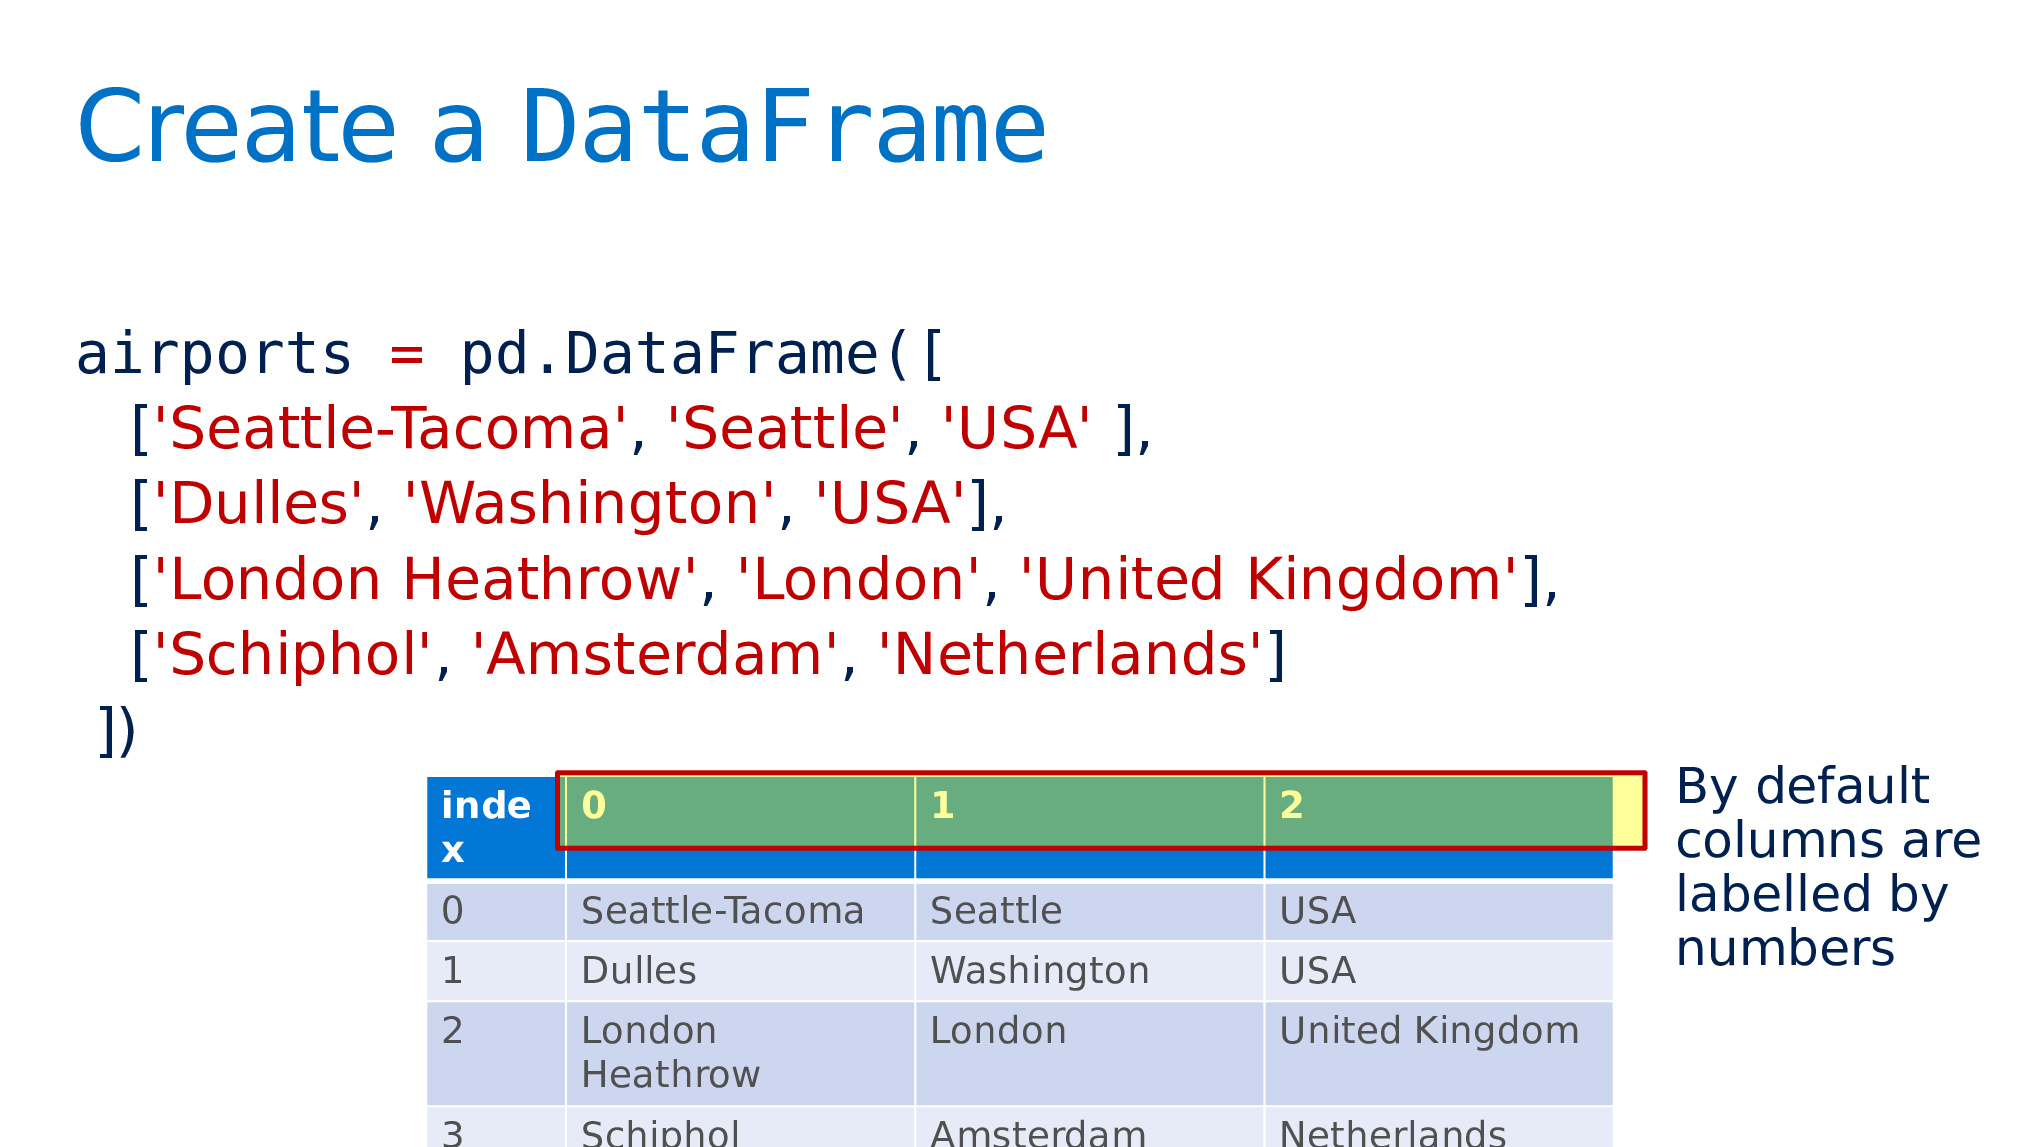 Create a DataFrame
airports = pd.DataFrame([
['Seattle-Tacoma', 'Seattle', 'USA' ],
['Dulles', 'Washington', 'USA'],
['London Heathrow', 'London', 'United Kingdom'],
['Schiphol', 'Amsterdam', 'Netherlands']
])
inde
x
0 1 2
0 Seattle-Tacoma Seattle USA
1 Dulles Washington USA
2 London
Heathrow
London United Kingdom
3 Schiphol Amsterdam Netherlands
By default
columns are
labelled by
numbers